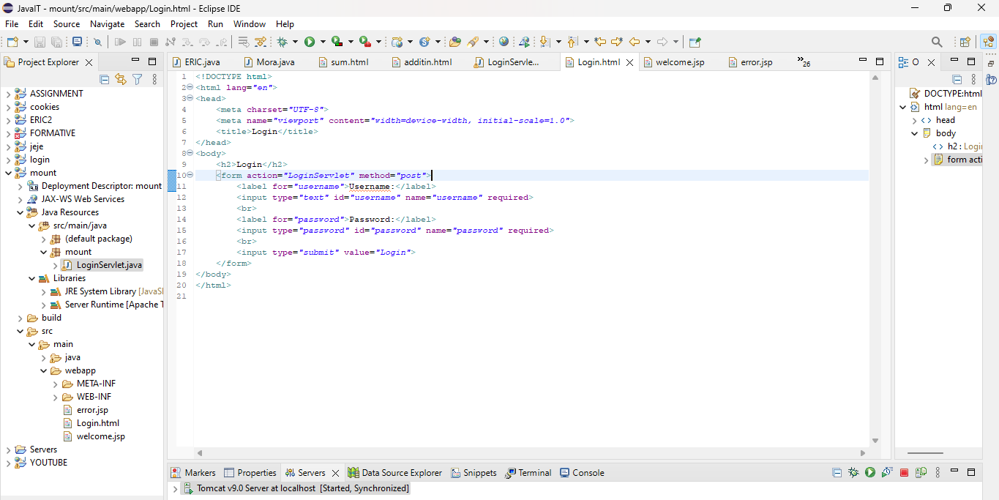 JavaIT - mount/src/main/webapp/Login.html - Eclipse IDE
File Edit Source Navigate Search Project Run Window Help
Project Explorer
ASSIGNMENT
cookies
ERIC2
FORMATIVE
jeje
login
mount
Deployment Descriptor: mount
JAX-WS Web Services
Java Resources
src/main/java
(default package)
mount
LoginServlet.java
Libraries
JRE System Library [JavaS
Server Runtime [Apache T
build
src
main
java
webapp
META-INF
WEB-INF
error.jsp
Login.html
welcome.jsp
Servers
YOUTUBE
ERIC.java Mora.java sum.html additin.html LoginServle... Login.html welcome.jsp error.jsp »26
1 <!DOCTYPE html>
2 <html lang="en">
3 <head>
4 <meta charset="UTF-8">
5 <meta name="viewport" content="width=device-width, initial-scale=1.0">
6 <title>Login</title>
7 </head>
8 <body>
9 <h2>Login</h2>
10 <form action="LoginServlet" method="post">
11 <label for="username">Username:</label>
12 <input type="text" id="username" name="username" required>
13 <br>
14 <label for="password">Password:</label>
15 <input type="password" id="password" name="password" required>
16 <br>
17 <input type="submit" value="Login">
18 </form>
19 </body>
20 </html>
21
O
DOCTYPE:html
html lang=en
head
body
h2 : Logi
form acti
Markers Properties Servers Data Source Explorer Snippets Terminal Console
Tomcat v9.0 Server at localhost [Started, Synchronized]